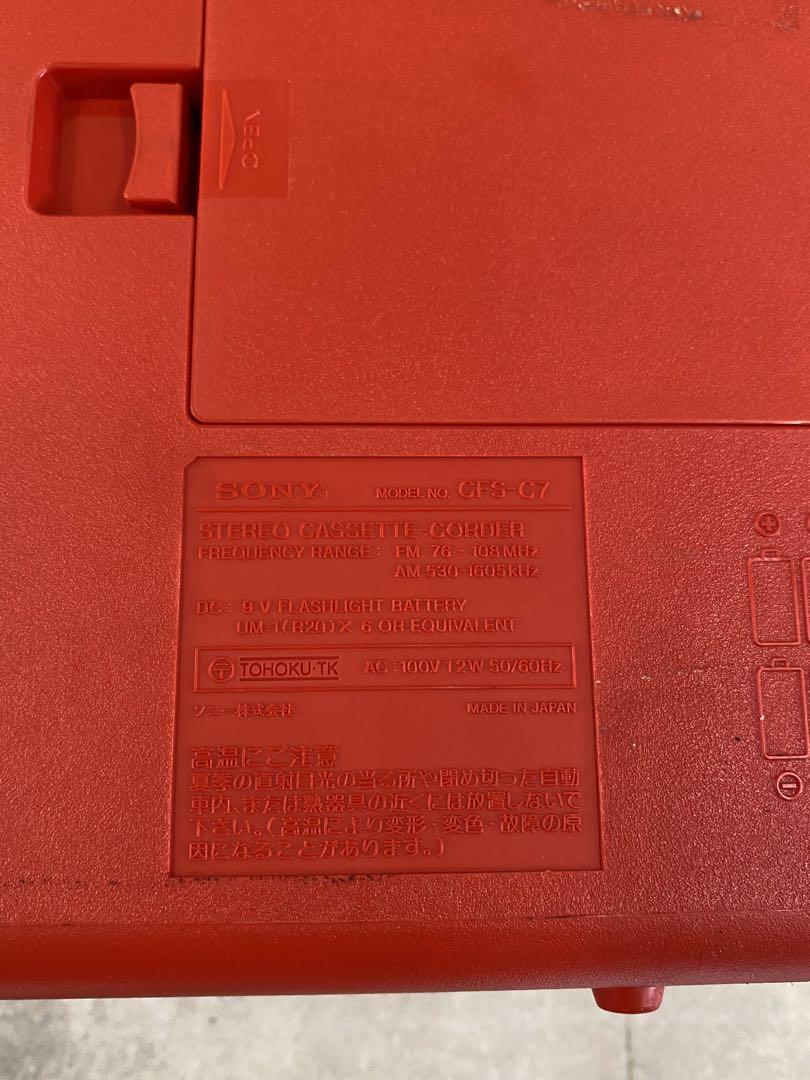 OPEN
SONY® MODEL NO. CFS-C7
STEREO CASSETTE-CORDER
FREQUENCY RANGE : FM 76 - 108 MHz
AM 530-1605 kHz
DC : 9 V FLASHLIGHT BATTERY
UM-1(R20) × 6 OR EQUIVALENT
〒 TOHOKU·TK AC : 100V 12W 50/60Hz
ソニー株式会社 MADE IN JAPAN
高温にご注意
夏季の直射日光の当る所や閉め切った自動
車内、または熱器具の近くには放置しないで
下さい。(高温により変形・変色・故障の原
因になることがあります。)